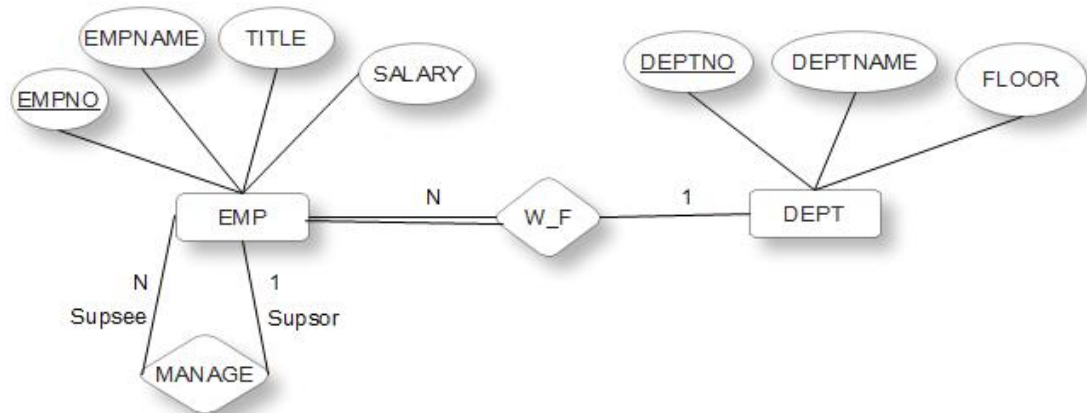 EMPNAME
TITLE
SALARY
EMPNO
DEPTNO
DEPTNAME
FLOOR
EMP
N
W_F
1
DEPT
N
Supsee
1
Supsor
MANAGE